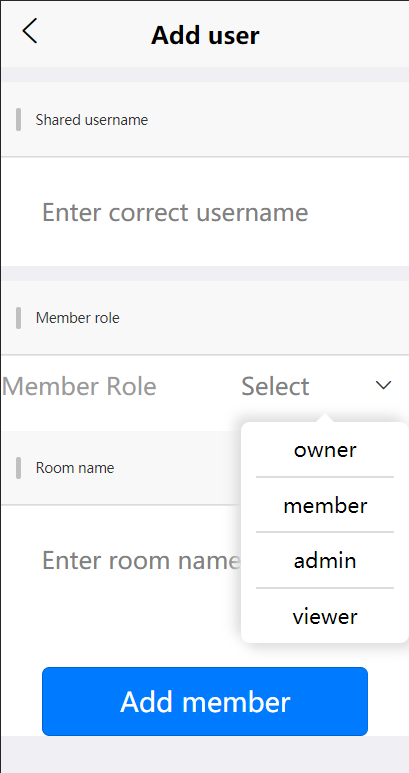 Add user
Shared username
Enter correct username
Member role
Member Role Select
owner
Room name
member
Enter room name
admin
viewer
Add member